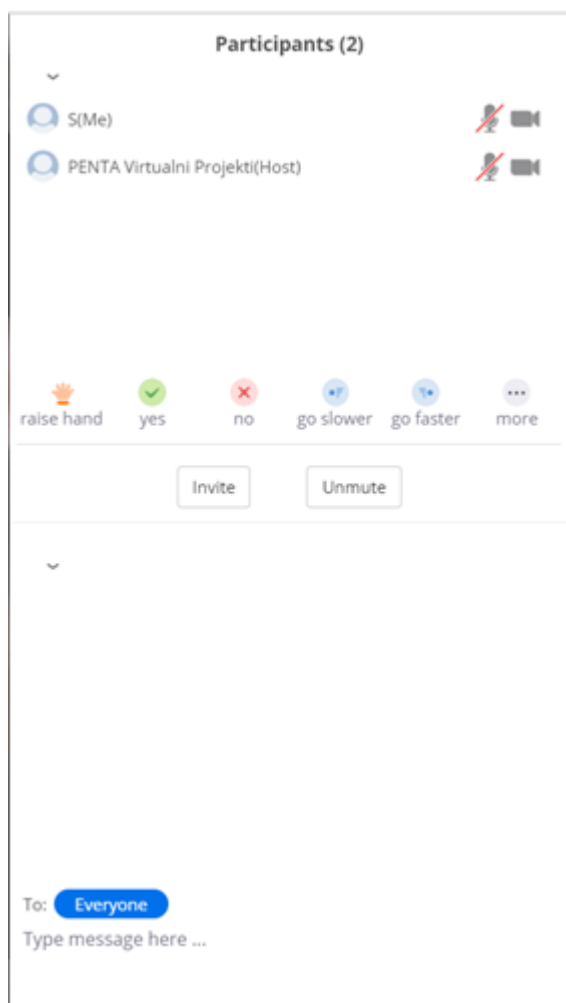 Participants (2)
S(Me)
PENTA Virtualni Projekti(Host)
raise hand yes no go slower go faster more
Invite Unmute
To: Everyone
Type message here ...